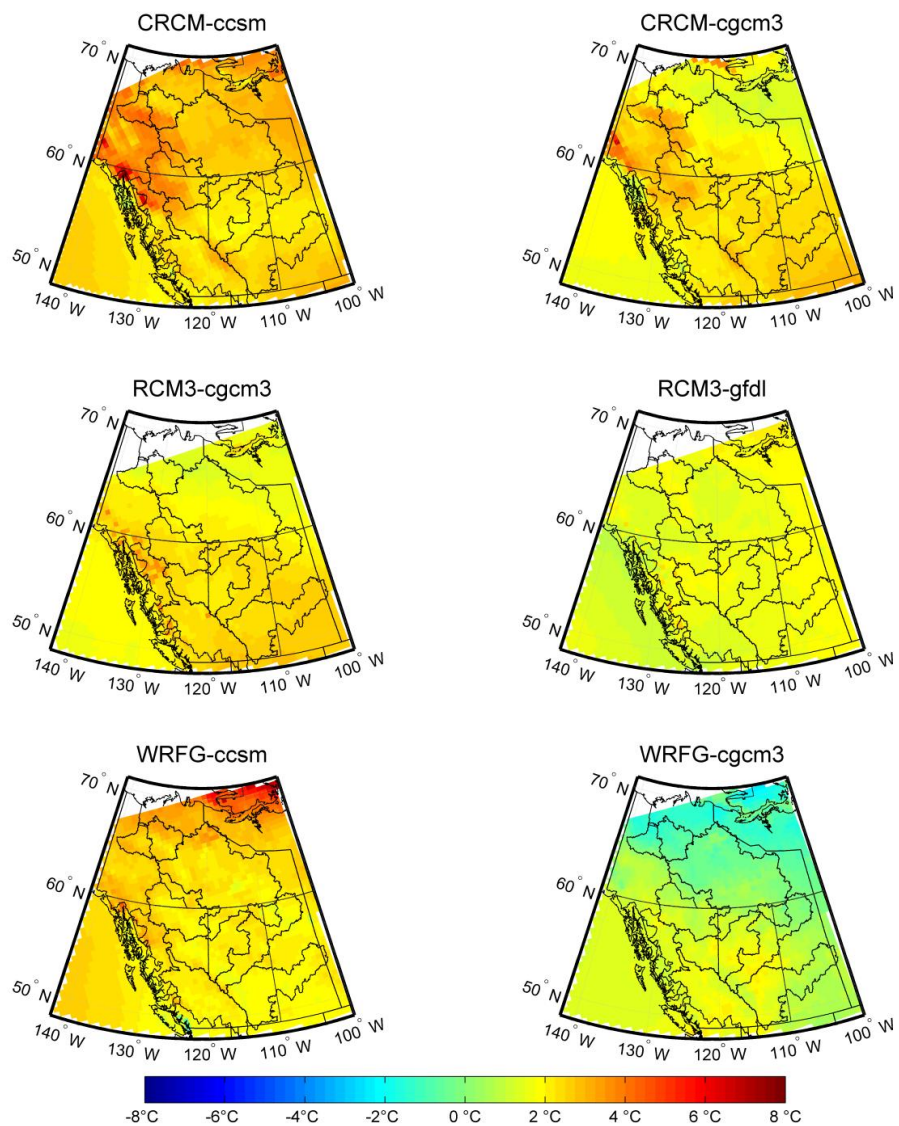 CRCM-ccsm CRCM-cgcm3
70° N 70° N
60° N 60° N
50° N 50° N
140° W 130° W 120° W 110° W 100° W 140° W 130° W 120° W 110° W 100° W
RCM3-cgcm3 RCM3-gfdl
70° N 70° N
60° N 60° N
50° N 50° N
140° W 130° W 120° W 110° W 100° W 140° W 130° W 120° W 110° W 100° W
WRFG-ccsm WRFG-cgcm3
70° N 70° N
60° N 60° N
50° N 50° N
140° W 130° W 120° W 110° W 100° W 140° W 130° W 120° W 110° W 100° W
-8°C -6°C -4°C -2°C 0 °C 2 °C 4 °C 6 °C 8 °C